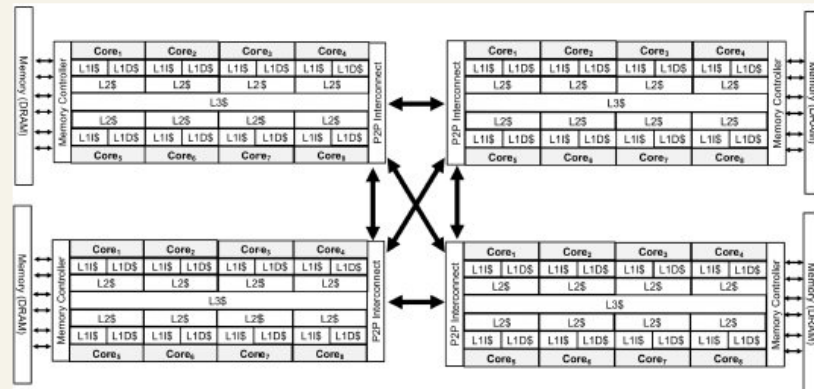 Memory (DRAM)
Memory Controller
Core₁ Core₂ Core₃ Core₄
L1I$ L1D$ L1I$ L1D$ L1I$ L1D$ L1I$ L1D$
L2$ L2$ L2$ L2$
L3$
L2$ L2$ L2$ L2$
L1I$ L1D$ L1I$ L1D$ L1I$ L1D$ L1I$ L1D$
Core₅ Core₆ Core₇ Core₈
P2P Interconnect
P2P Interconnect
Core₁ Core₂ Core₃ Core₄
L1I$ L1D$ L1I$ L1D$ L1I$ L1D$ L1I$ L1D$
L2$ L2$ L2$ L2$
L3$
L2$ L2$ L2$ L2$
L1I$ L1D$ L1I$ L1D$ L1I$ L1D$ L1I$ L1D$
Core₅ Core₆ Core₇ Core₈
Memory Controller
Memory
Memory (DRAM)
Memory Controller
Core₁ Core₂ Core₃ Core₄
L1I$ L1D$ L1I$ L1D$ L1I$ L1D$ L1I$ L1D$
L2$ L2$ L2$ L2$
L3$
L2$ L2$ L2$ L2$
L1I$ L1D$ L1I$ L1D$ L1I$ L1D$ L1I$ L1D$
Core₅ Core₆ Core₇ Core₈
P2P Interconnect
P2P Interconnect
Core₁ Core₂ Core₃ Core₄
L1I$ L1D$ L1I$ L1D$ L1I$ L1D$ L1I$ L1D$
L2$ L2$ L2$ L2$
L3$
L2$ L2$ L2$ L2$
L1I$ L1D$ L1I$ L1D$ L1I$ L1D$ L1I$ L1D$
Core₅ Core₆ Core₇ Core₈
Memory Controller
Memory (DRAM)